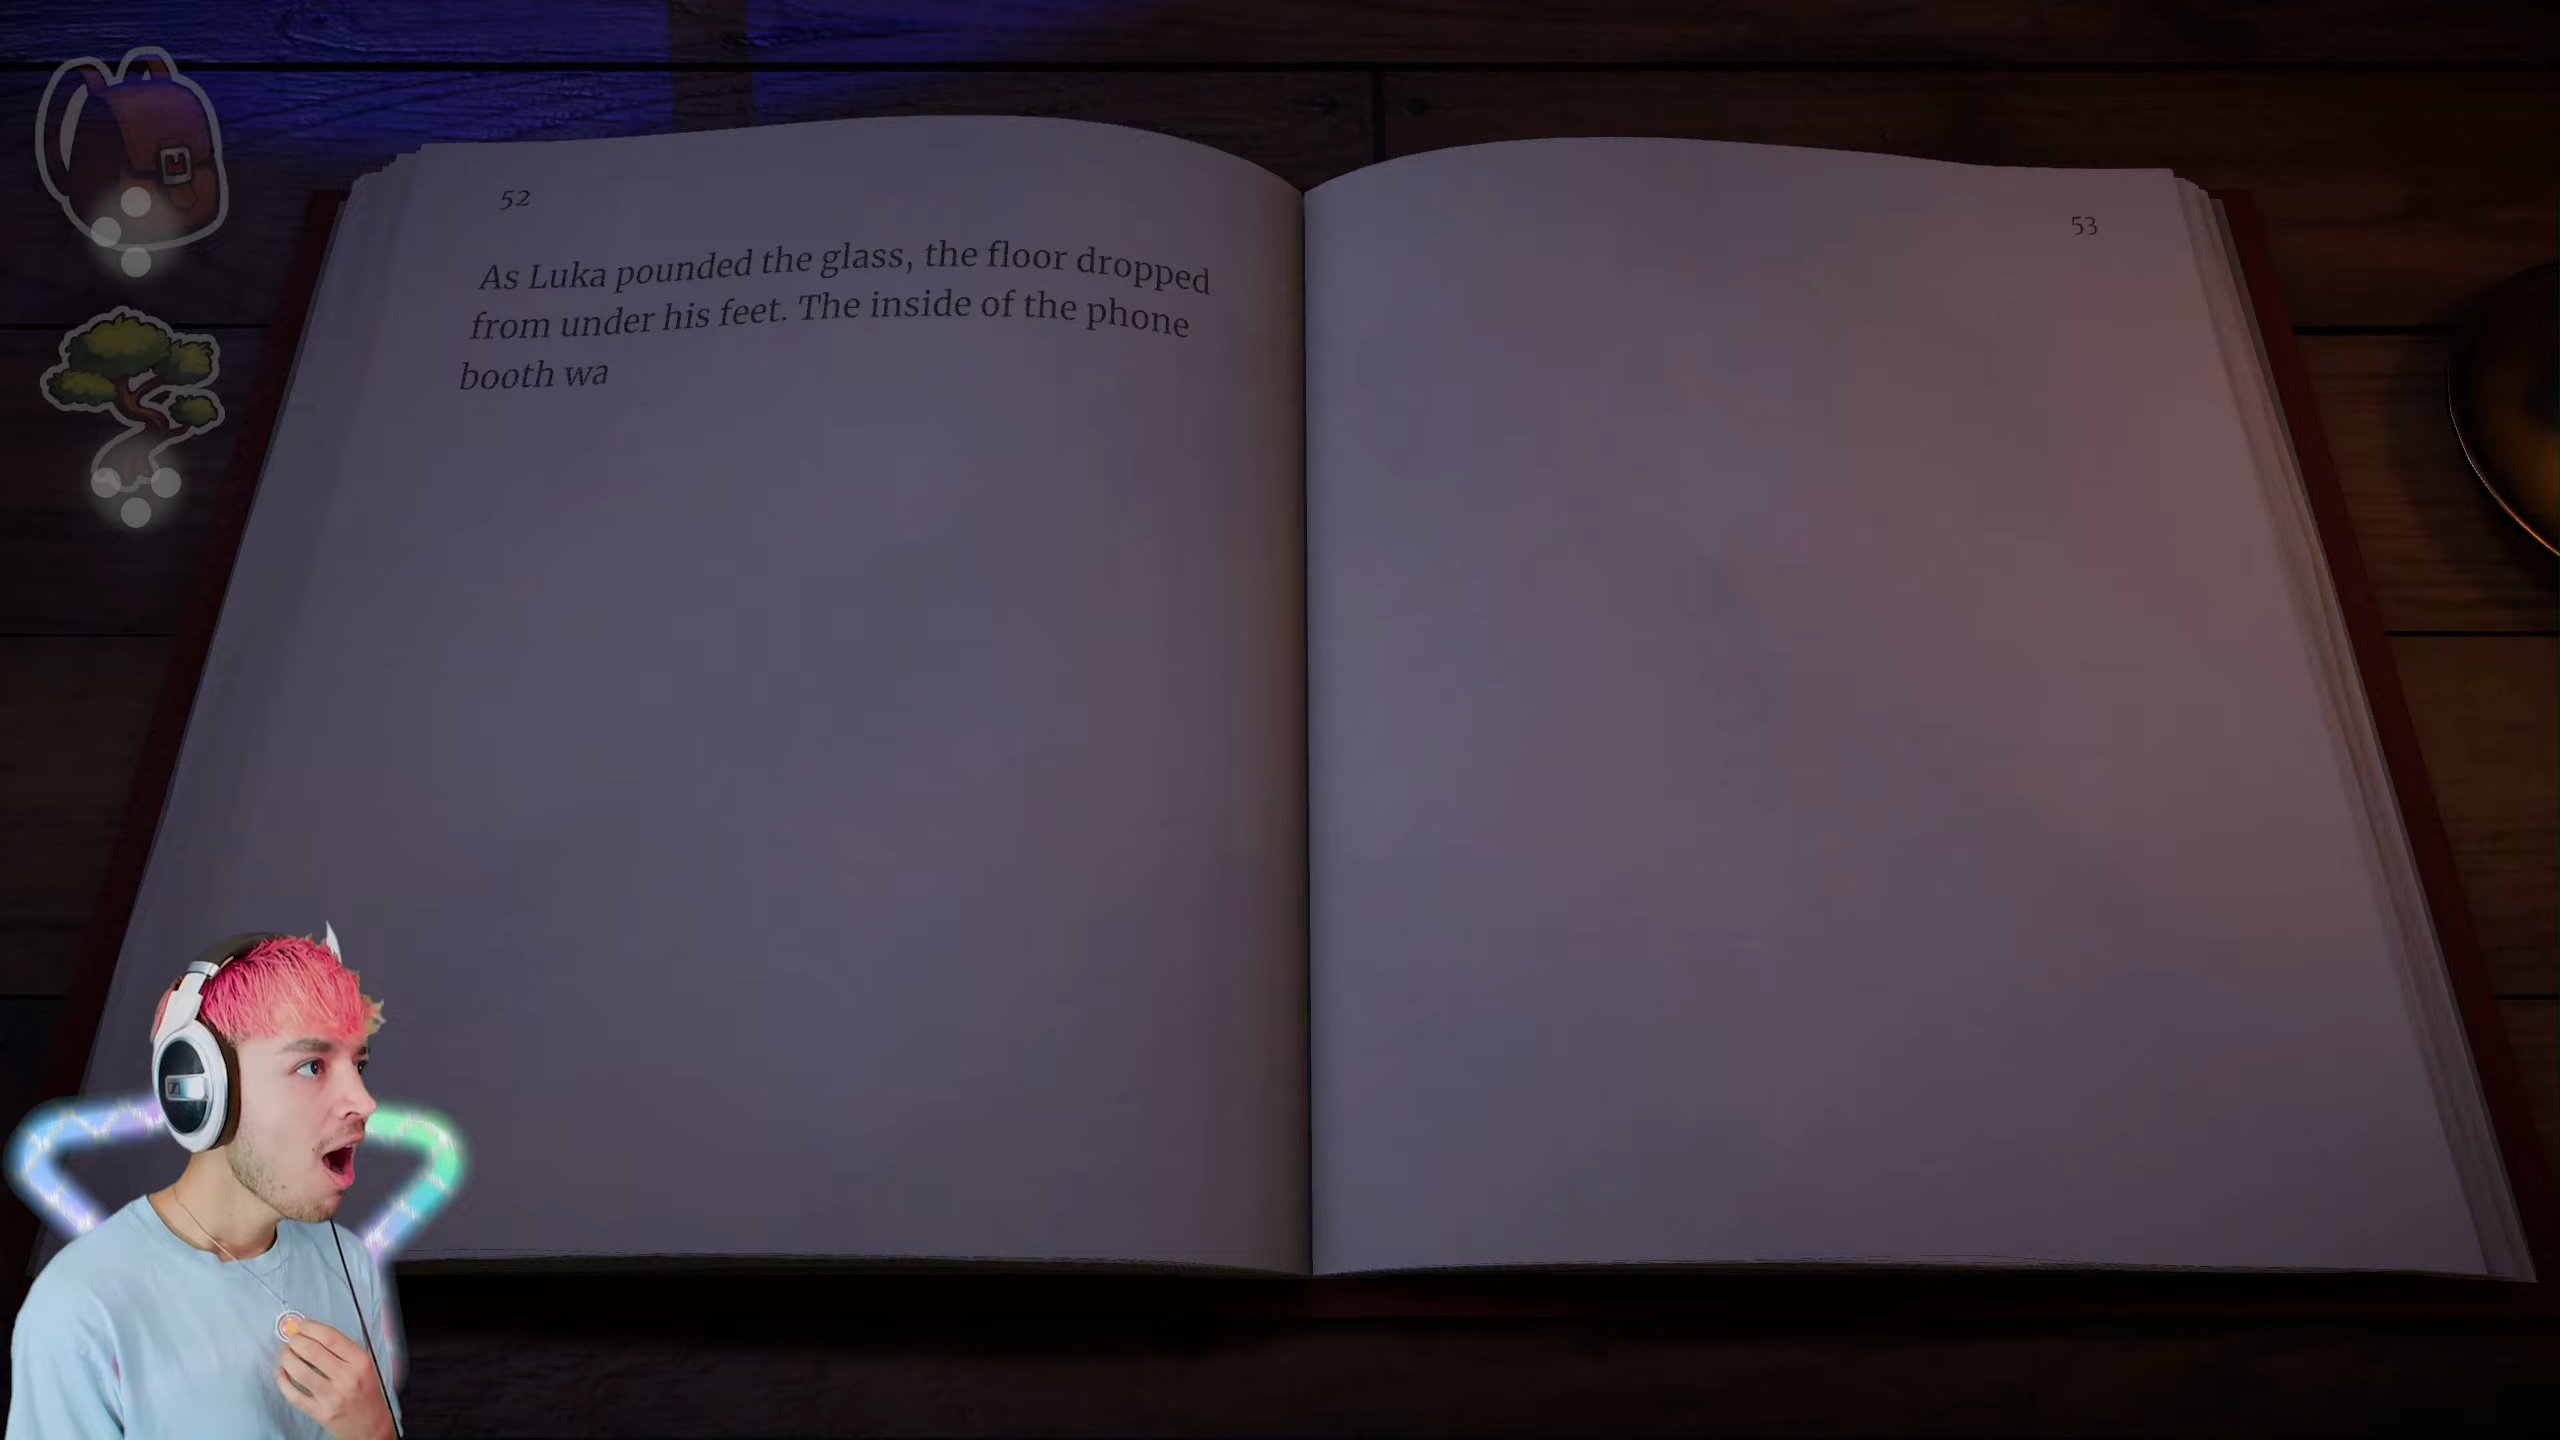 52
As Luka pounded the glass, the floor dropped
from under his feet. The inside of the phone
booth wa
53